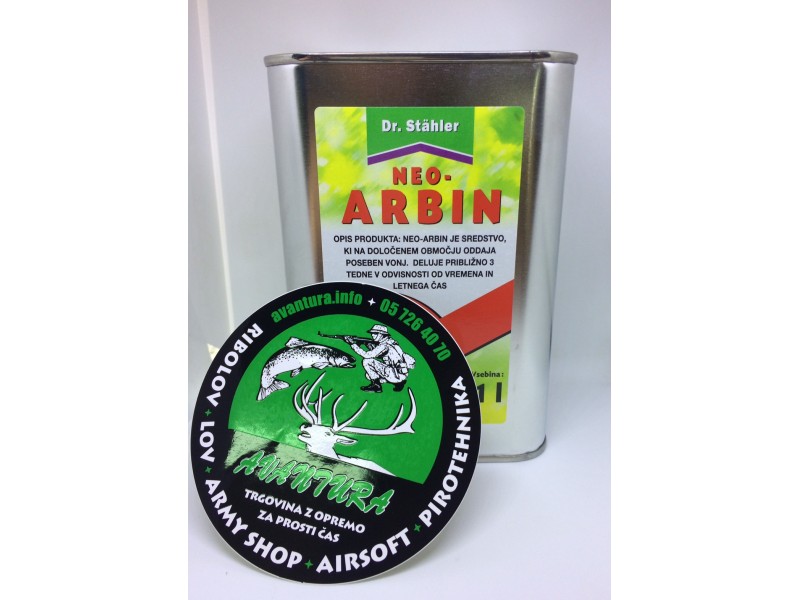 Dr. Stähler
NEO-
ARBIN
OPIS PRODUKTA: NEO-ARBIN JE SREDSTVO,
KI NA DOLOČENEM OBMOČJU ODDAJA
POSEBEN VONJ. DELUJE PRIBLIŽNO 3
TEDNE V ODVISNOSTI OD VREMENA IN
LETNEGA ČAS
Vsebina:
1 l
avantura.info + 05 726 40 70
RIBOLOV + LOV + ARMY SHOP + AIRSOFT + PIROTEHNIKA
AVANTURA
TRGOVINA Z OPREMO
ZA PROSTI ČAS